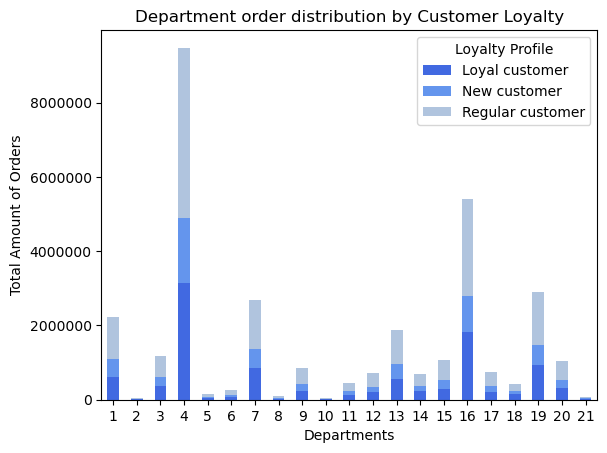 Department order distribution by Customer Loyalty
Loyalty Profile
Loyal customer
New customer
Regular customer
Total Amount of Orders
8000000
6000000
4000000
2000000
0
1 2 3 4 5 6 7 8 9 10 11 12 13 14 15 16 17 18 19 20 21
Departments